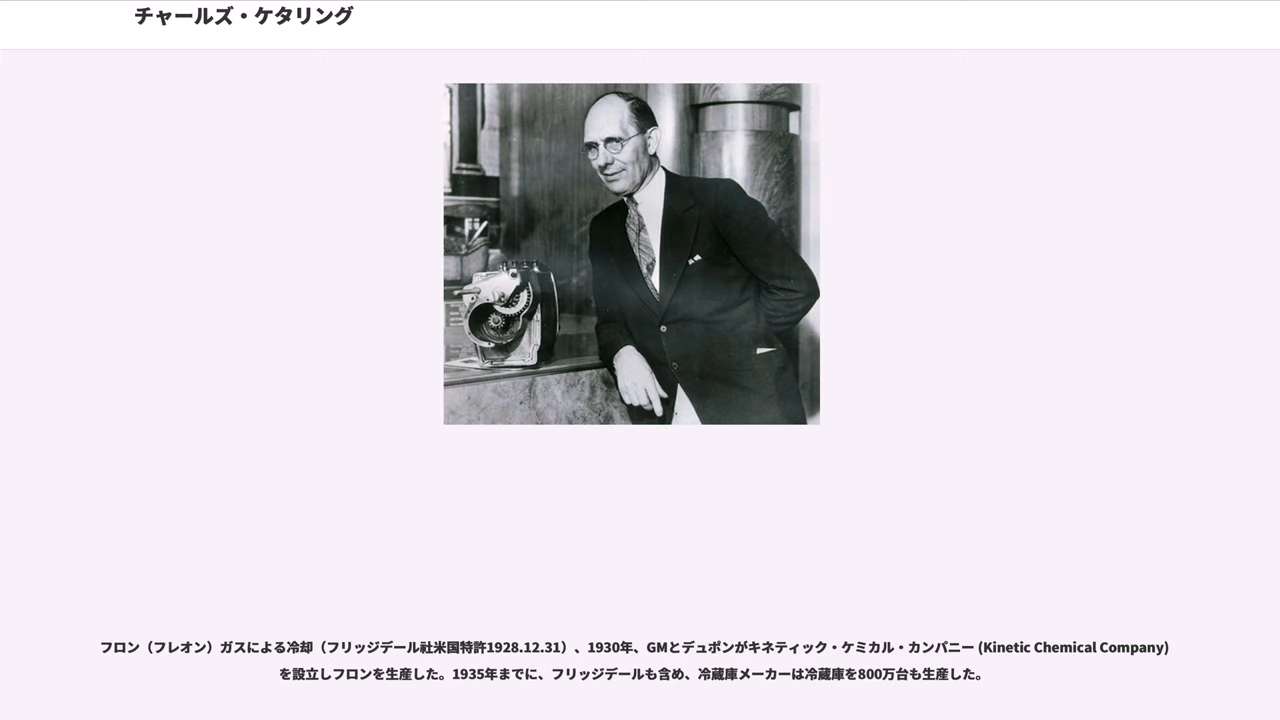 チャールズ・ケタリング
フロン（フレオン）ガスによる冷却（フリッジデール社米国特許1928.12.31）、1930年、GMとデュポンがキネティック・ケミカル・カンパニー (Kinetic Chemical Company)
を設立しフロンを生産した。1935年までに、フリッジデールも含め、冷蔵庫メーカーは冷蔵庫を800万台も生産した。